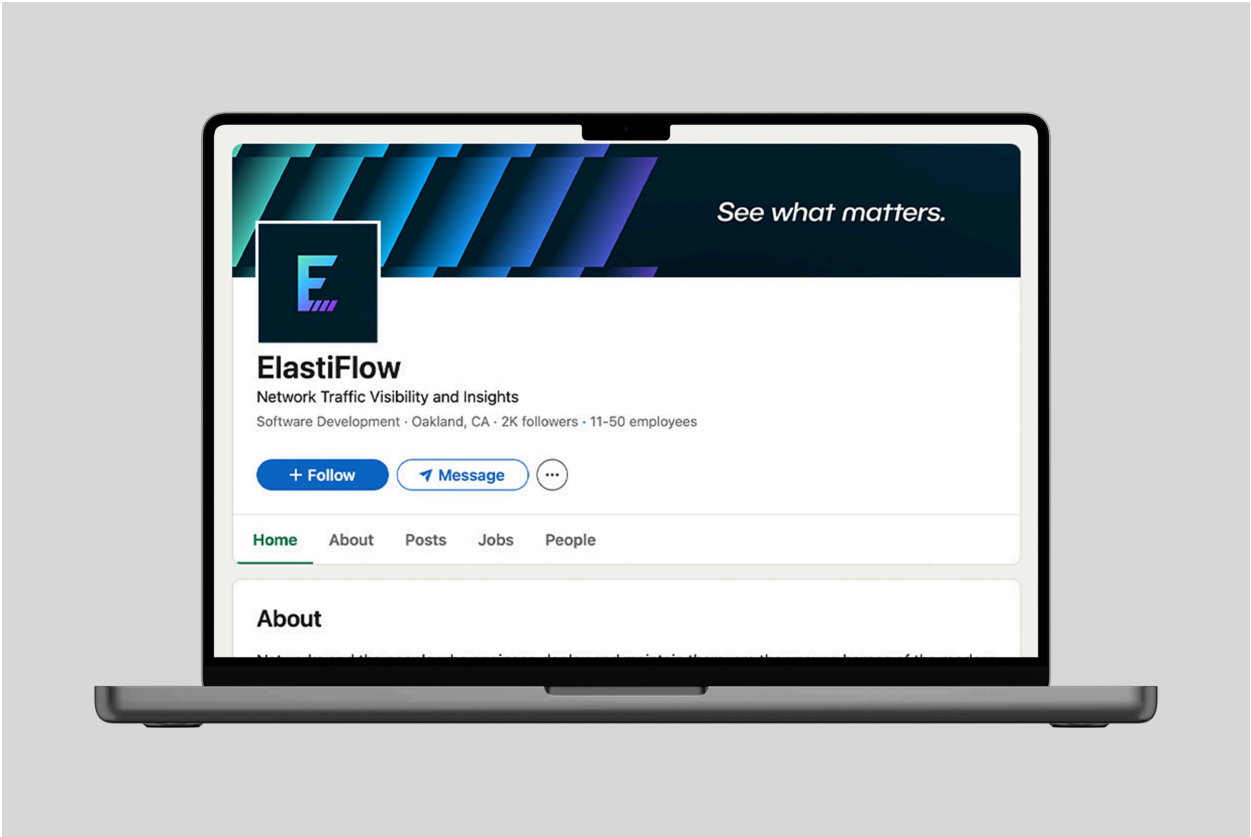 See what matters.
E
ElastiFlow
Network Traffic Visibility and Insights
Software Development · Oakland, CA · 2K followers · 11-50 employees
+ Follow
Message
Home About Posts Jobs People
About